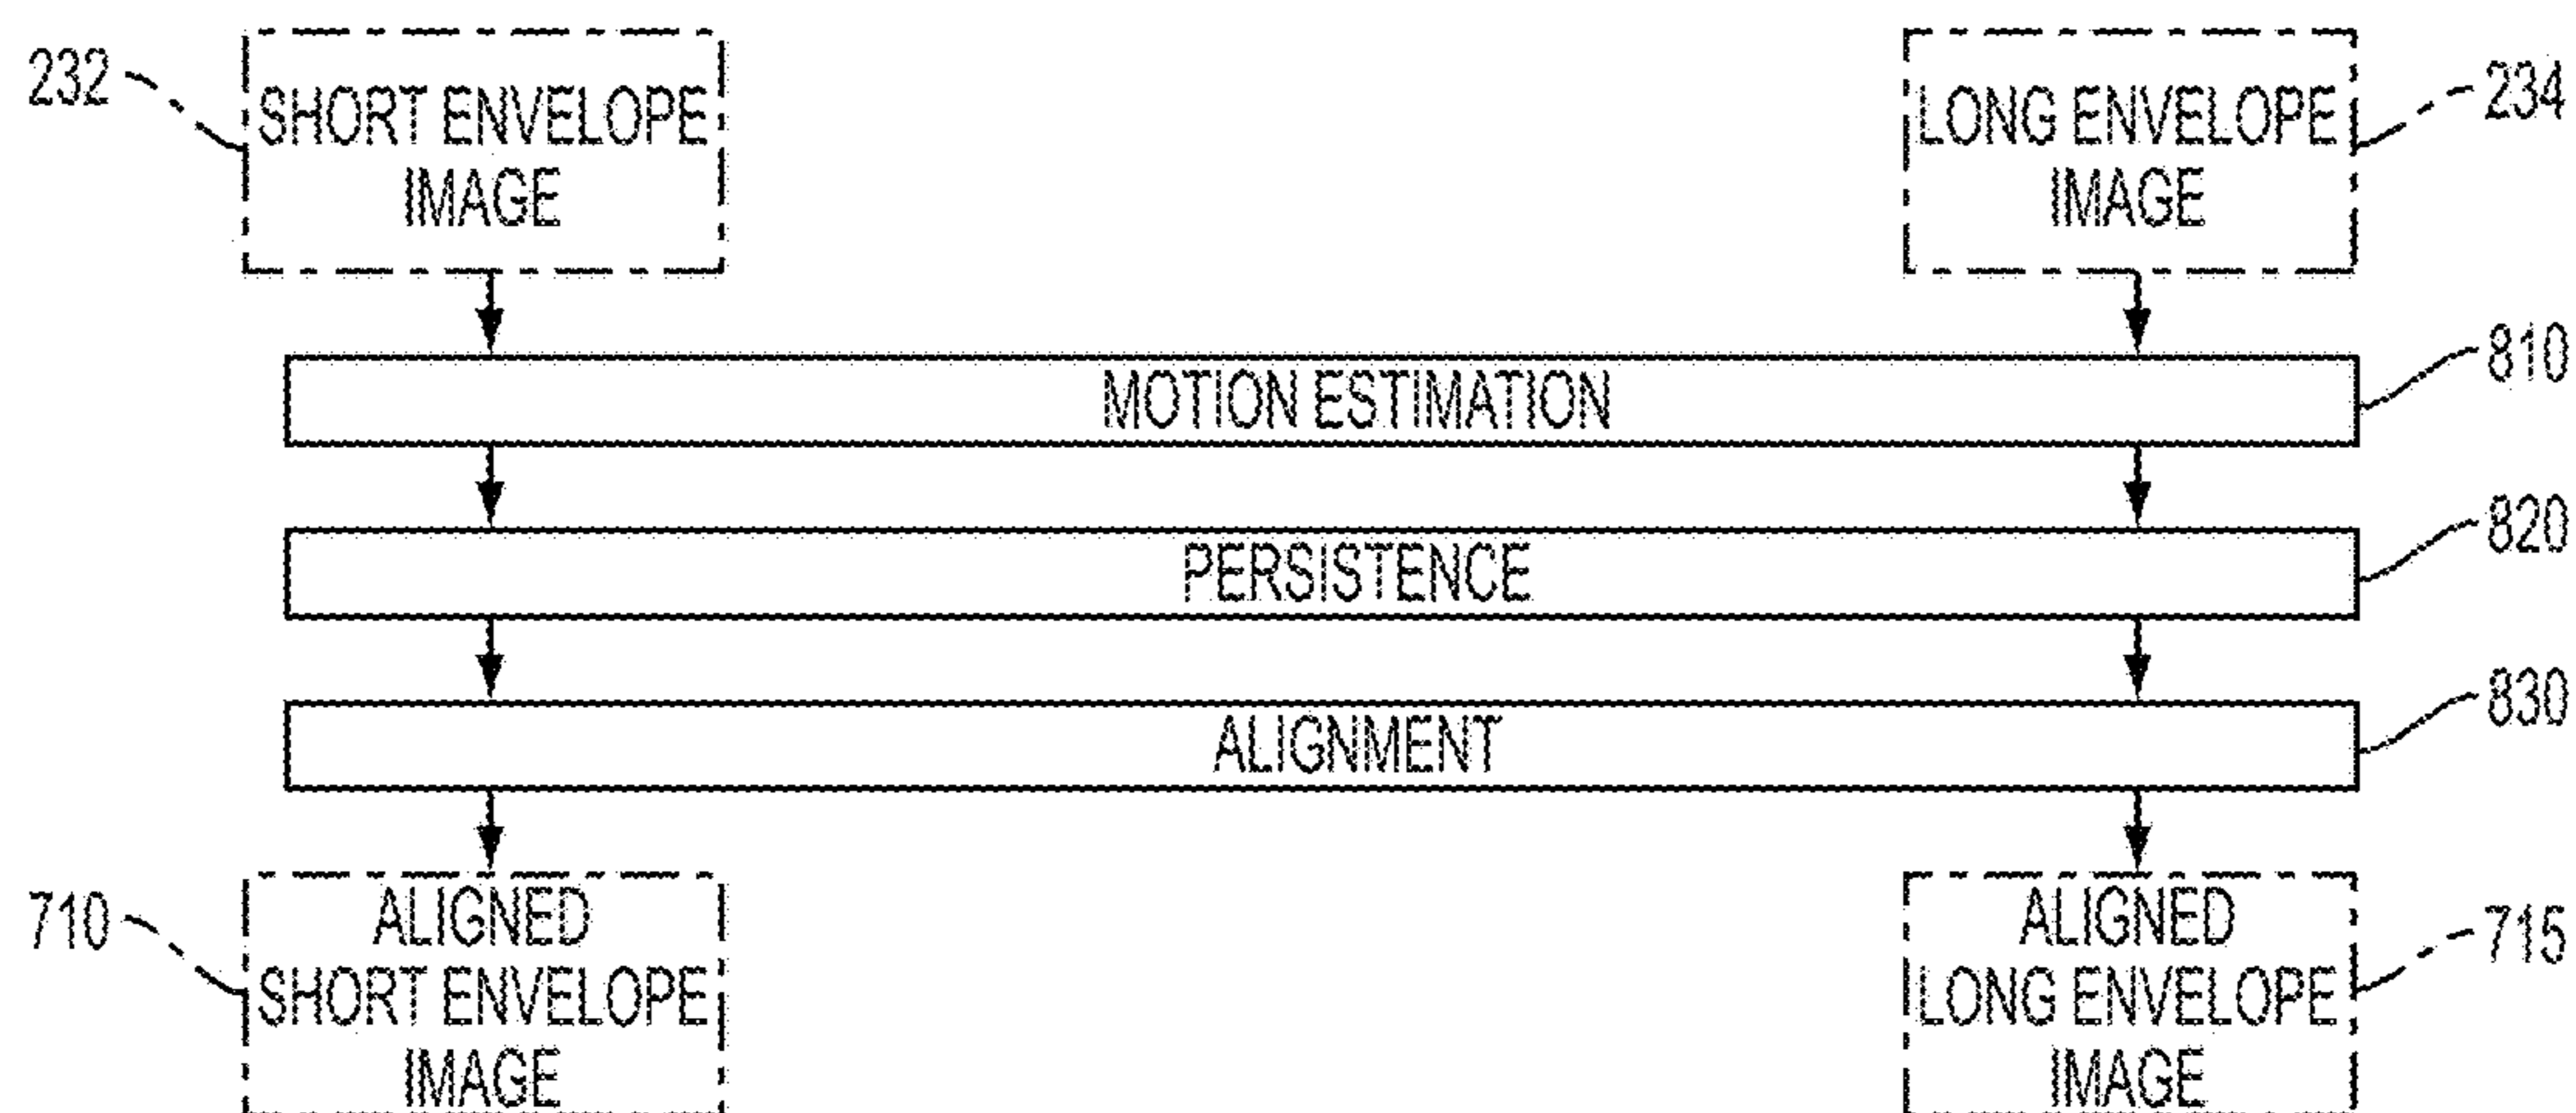 232
SHORT ENVELOPE
IMAGE
LONG ENVELOPE
IMAGE
234
MOTION ESTIMATION
810
PERSISTENCE
820
ALIGNMENT
830
710
ALIGNED
SHORT ENVELOPE
IMAGE
ALIGNED
LONG ENVELOPE
IMAGE
715